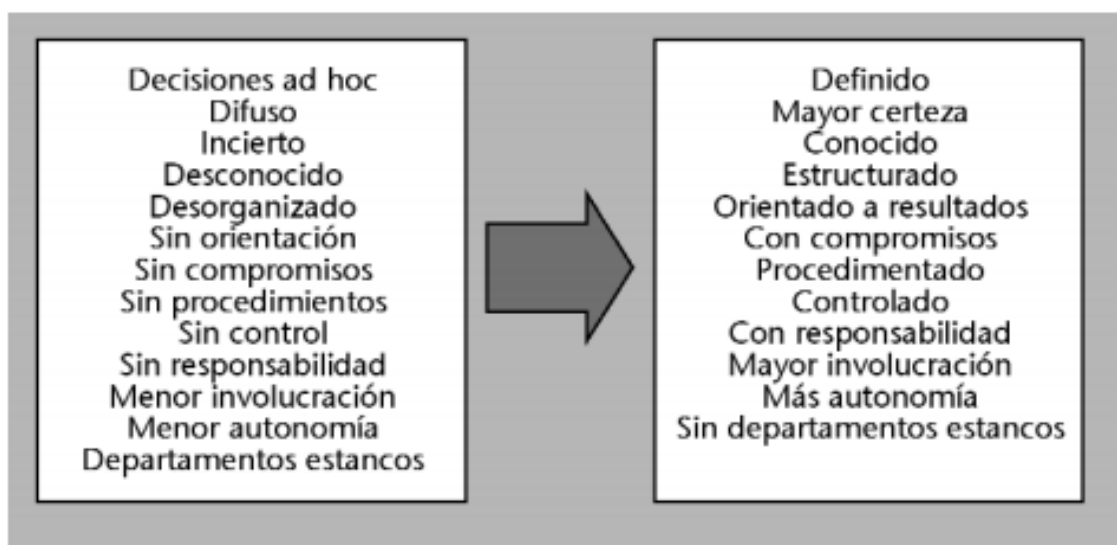 Decisiones ad hoc
Difuso
Incierto
Desconocido
Desorganizado
Sin orientación
Sin compromisos
Sin procedimientos
Sin control
Sin responsabilidad
Menor involucración
Menor autonomía
Departamentos estancos
Definido
Mayor certeza
Conocido
Estructurado
Orientado a resultados
Con compromisos
Procedimentado
Controlado
Con responsabilidad
Mayor involucración
Más autonomía
Sin departamentos estancos